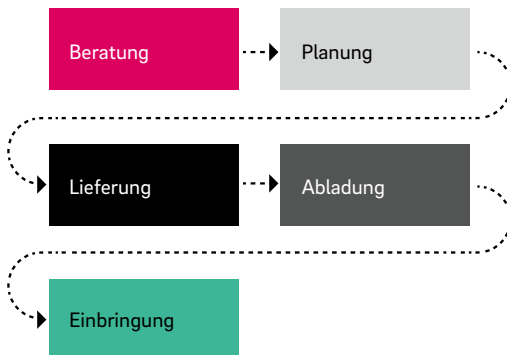 Beratung
Planung
Lieferung
Abladung
Einbringung